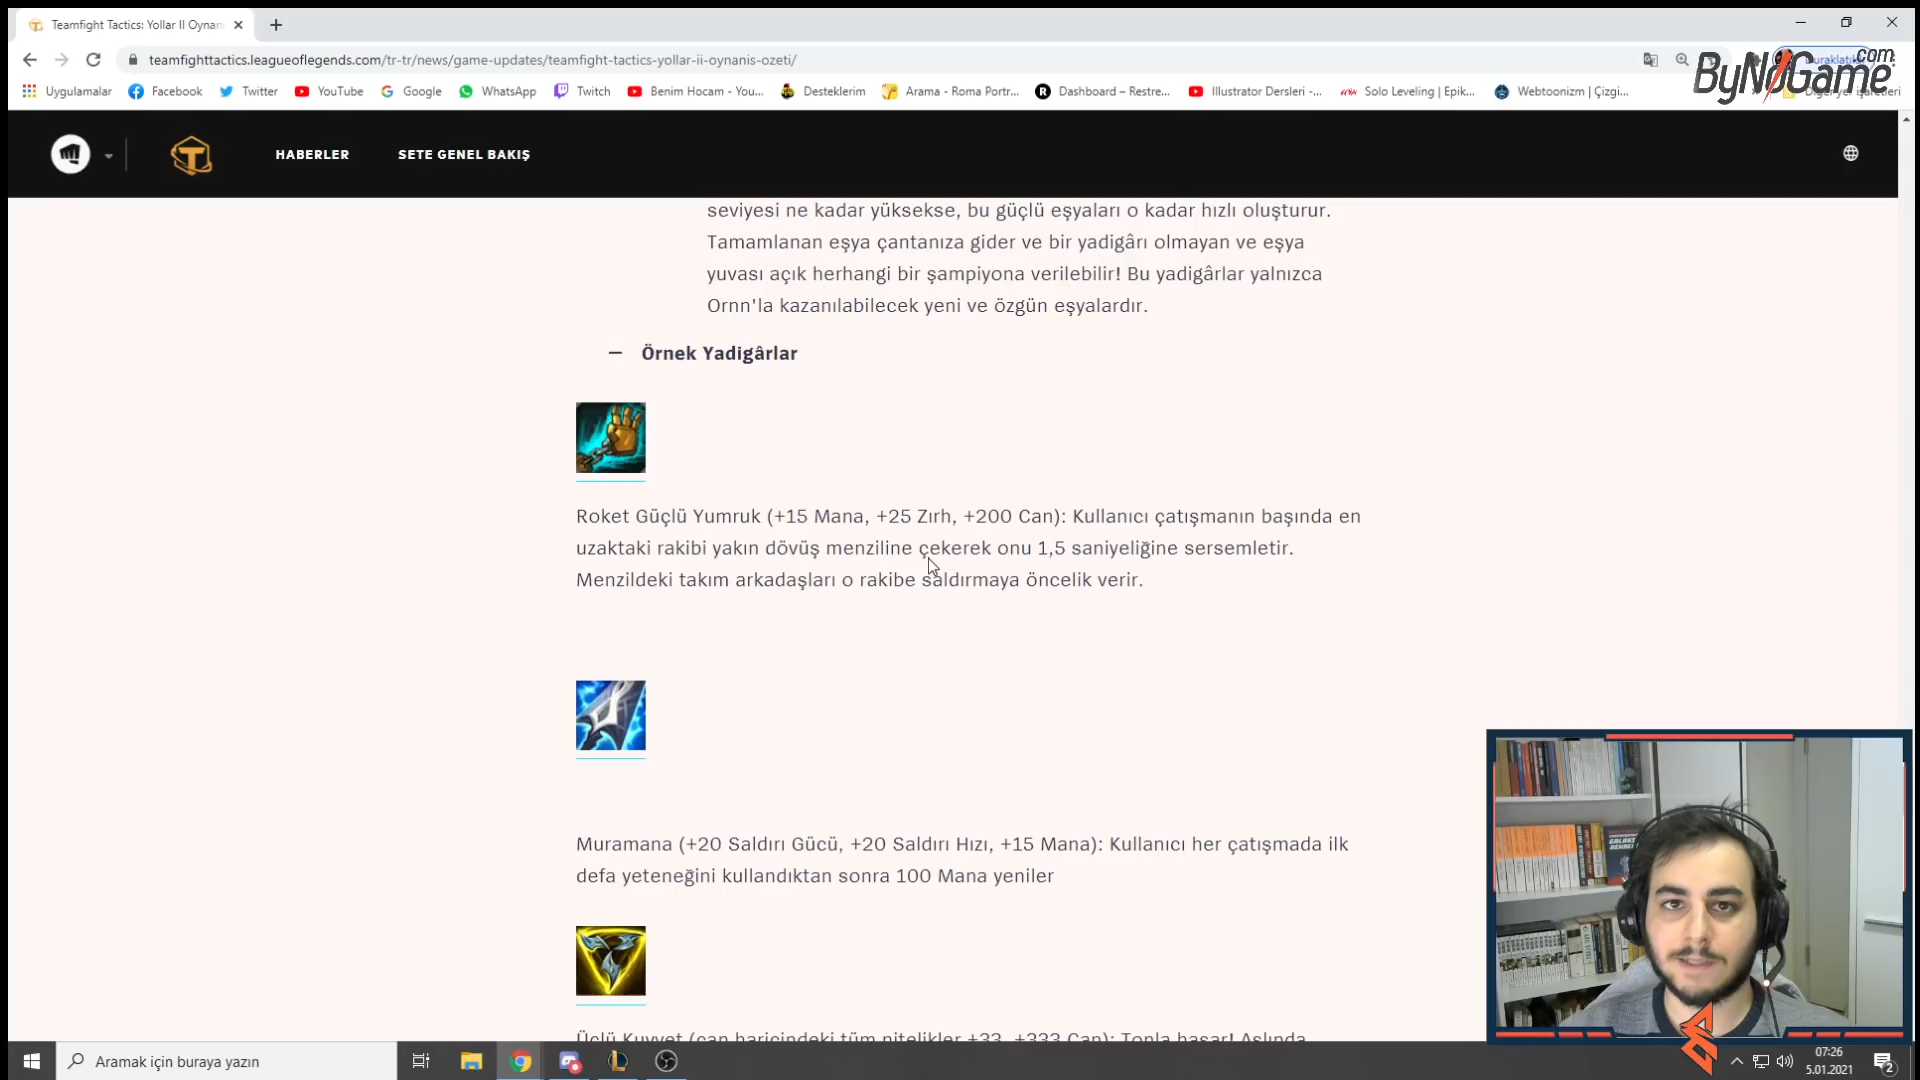 Teamfight Tactics: Yollar II Oynan
teamfighttactics.leagueoflegends.com/tr-tr/news/game-updates/teamfight-tactics-yollar-ii-oynanis-ozeti/
ByNoGame.com
Uygulamalar
Facebook
Twitter
YouTube
Google
WhatsApp
Twitch
Benim Hocam - You...
Desteklerim
Arama - Roma Portr...
Dashboard – Restre...
Illustrator Dersleri -...
Solo Leveling | Epik...
Webtoonizm | Çizgi...
HABERLER
SETE GENEL BAKIŞ
seviyesi ne kadar yüksekse, bu güçlü eşyaları o kadar hızlı oluşturur.
Tamamlanan eşya çantanıza gider ve bir yadigârı olmayan ve eşya
yuvası açık herhangi bir şampiyona verilebilir! Bu yadigârlar yalnızca
Ornn'la kazanılabilecek yeni ve özgün eşyalardır.
— Örnek Yadigârlar
Roket Güçlü Yumruk (+15 Mana, +25 Zırh, +200 Can): Kullanıcı çatışmanın başında en
uzaktaki rakibi yakın dövüş menziline çekerek onu 1,5 saniyeliğine sersemletir.
Menzildeki takım arkadaşları o rakibe saldırmaya öncelik verir.
Muramana (+20 Saldırı Gücü, +20 Saldırı Hızı, +15 Mana): Kullanıcı her çatışmada ilk
defa yeteneğini kullandıktan sonra 100 Mana yeniler
Üçlü Kuvvet (can haricindeki tüm nitelikler +33, +333 Can): Tonla hasar! Aslında
Aramak için buraya yazın
07:26
5.01.2021
2